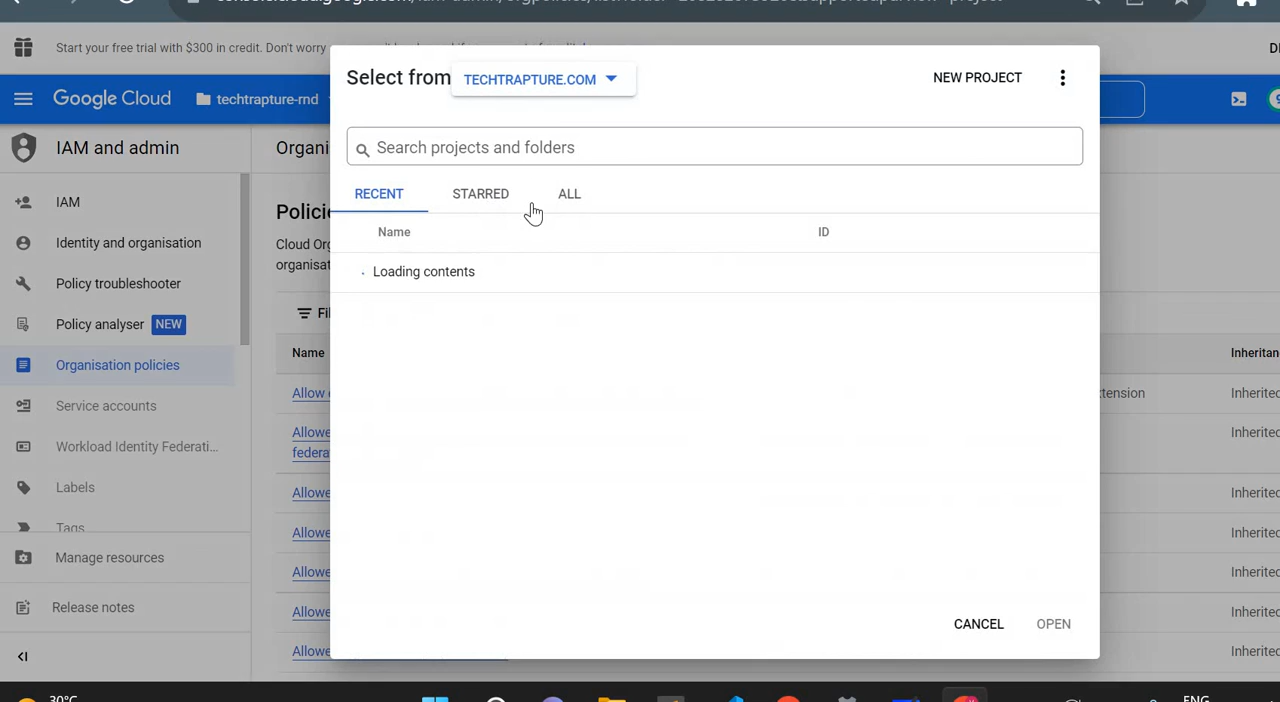 Start your free trial with $300 in credit. Don't worry
Google Cloud
techtrapture-rnd
Select from
TECHTRAPTURE.COM
NEW PROJECT
Search projects and folders
RECENT
STARRED
ALL
Name
ID
Loading contents
CANCEL
OPEN
IAM and admin
IAM
Identity and organisation
Policy troubleshooter
Policy analyser NEW
Organisation policies
Service accounts
Workload Identity Federati...
Labels
Tags
Manage resources
Release notes
Organi
Policie
Cloud Org
organisat
Fil
Name
Inheritan
Allow
tension
Inherited
Allowe
federa
Inherited
Allowe
Inherited
Allowe
Inherited
Allowe
Inherited
Allowe
Inherited
Allowe
Inherited
30°C
ENG